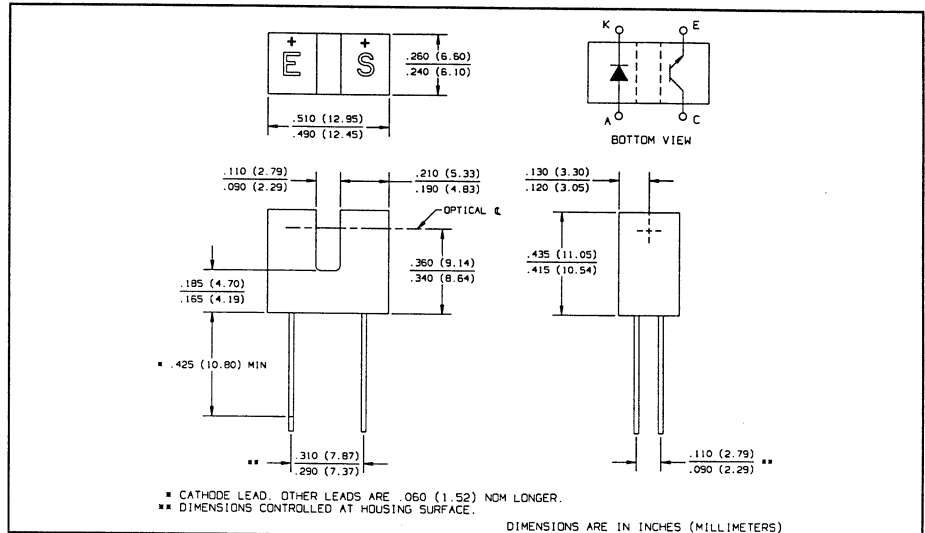 + +
E S
.260 (6.60)
.240 (6.10)
.510 (12.95)
.490 (12.45)
K E
A C
BOTTOM VIEW
.110 (2.79)
.090 (2.29)
.210 (5.33)
.190 (4.83)
.130 (3.30)
.120 (3.05)
OPTICAL ℄
.360 (9.14)
.340 (8.64)
.435 (11.05)
.415 (10.54)
.185 (4.70)
.165 (4.19)
* .425 (10.80) MIN
** .310 (7.87)
.290 (7.37)
.110 (2.79) **
.090 (2.29)
* CATHODE LEAD. OTHER LEADS ARE .060 (1.52) NOM LONGER.
** DIMENSIONS CONTROLLED AT HOUSING SURFACE.
DIMENSIONS ARE IN INCHES (MILLIMETERS)